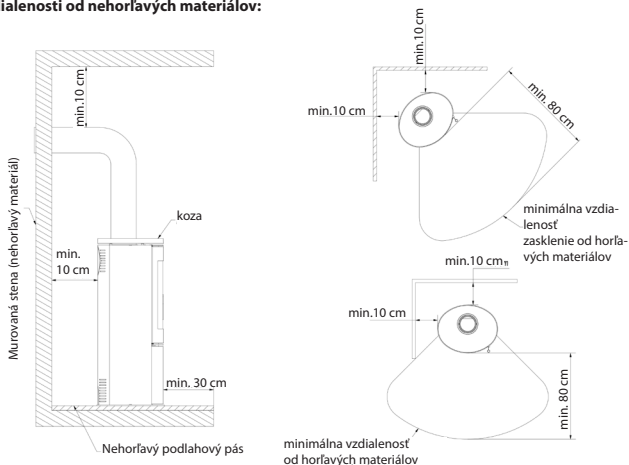 dialenosti od nehorľavých materiálov:
min.10 cm
Murovaná stena (nehorľavý materiál)
koza
min.
10 cm
min. 30 cm
Nehorľavý podlahový pás
min.10 cm
min.10 cm
min. 80 cm
minimálna vzdia-
lenosť
zasklenie od horľa-
vých materiálov
min.10 cm
min.10 cm
min. 80 cm
minimálna vzdialenosť
od horľavých materiálov